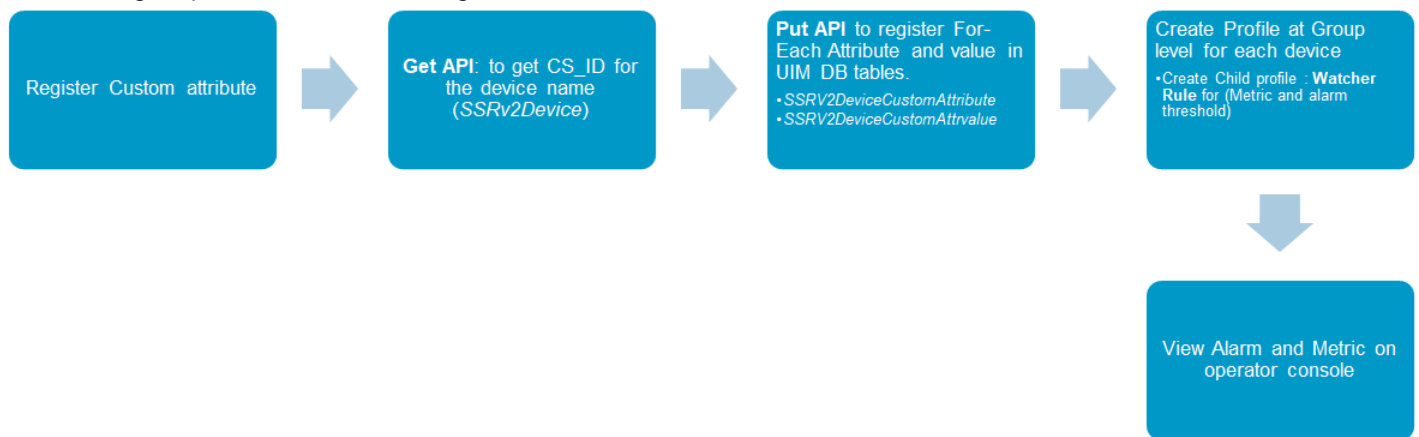 Register Custom attribute
Get API: to get CS_ID for
the device name
(SSRv2Device)
Put API to register For-
Each Attribute and value in
UIM DB tables.
•SSRV2DeviceCustomAttribute
•SSRV2DeviceCustomAttrvalue
Create Profile at Group
level for each device
•Create Child profile : Watcher
Rule for (Metric and alarm
threshold)
View Alarm and Metric on
operator console